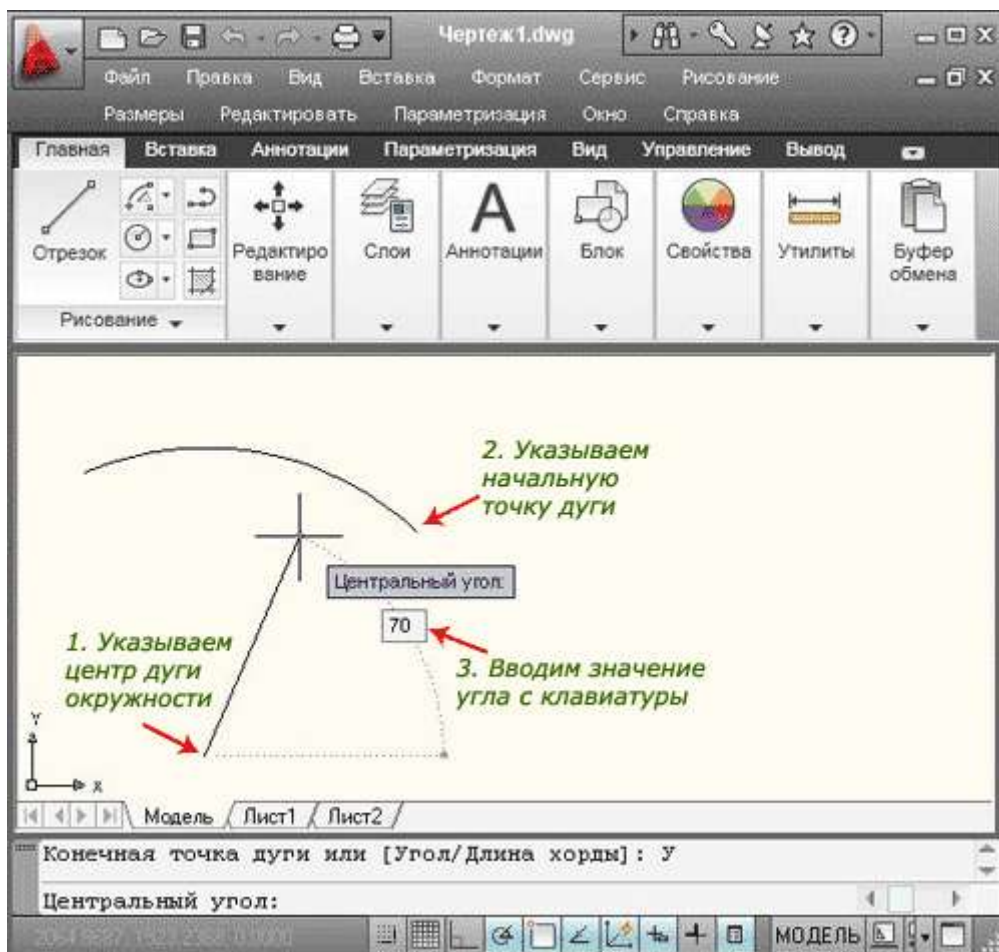 Чертеж1.dwg
Файл Правка Вид Вставка Формат Сервис Рисование
Размеры Редактировать Параметризация Окно Справка
Главная Вставка Аннотации Параметризация Вид Управление Вывод
Отрезок
Редактиро
вание
Слои
Аннотации
Блок
Свойства
Утилиты
Буфер
обмена
Рисование
2. Указываем
начальную
точку дуги
Центральный угол:
70
1. Указываем
центр дуги
окружности
3. Вводим значение
угла с клавиатуры
Y
X
Модель Лист1 Лист2
Конечная точка дуги или [Угол/Длина хорды]: У
Центральный угол:
МОДЕЛЬ